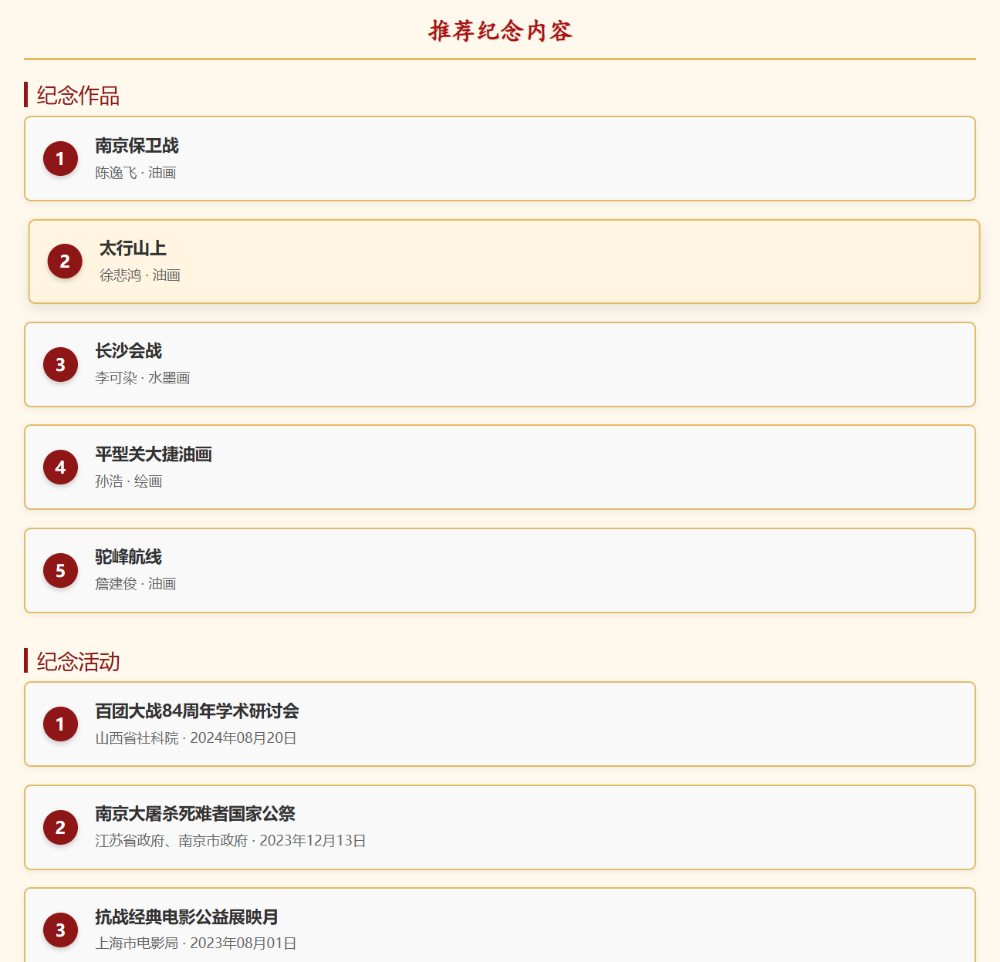 推荐纪念内容
纪念作品
1
南京保卫战
陈逸飞 · 油画
2
太行山上
徐悲鸿 · 油画
3
长沙会战
李可染 · 水墨画
4
平型关大捷油画
孙浩 · 绘画
5
驼峰航线
詹建俊 · 油画
纪念活动
1
百团大战84周年学术研讨会
山西省社科院 · 2024年08月20日
2
南京大屠杀死难者国家公祭
江苏省政府、南京市政府 · 2023年12月13日
3
抗战经典电影公益展映月
上海市电影局 · 2023年08月01日